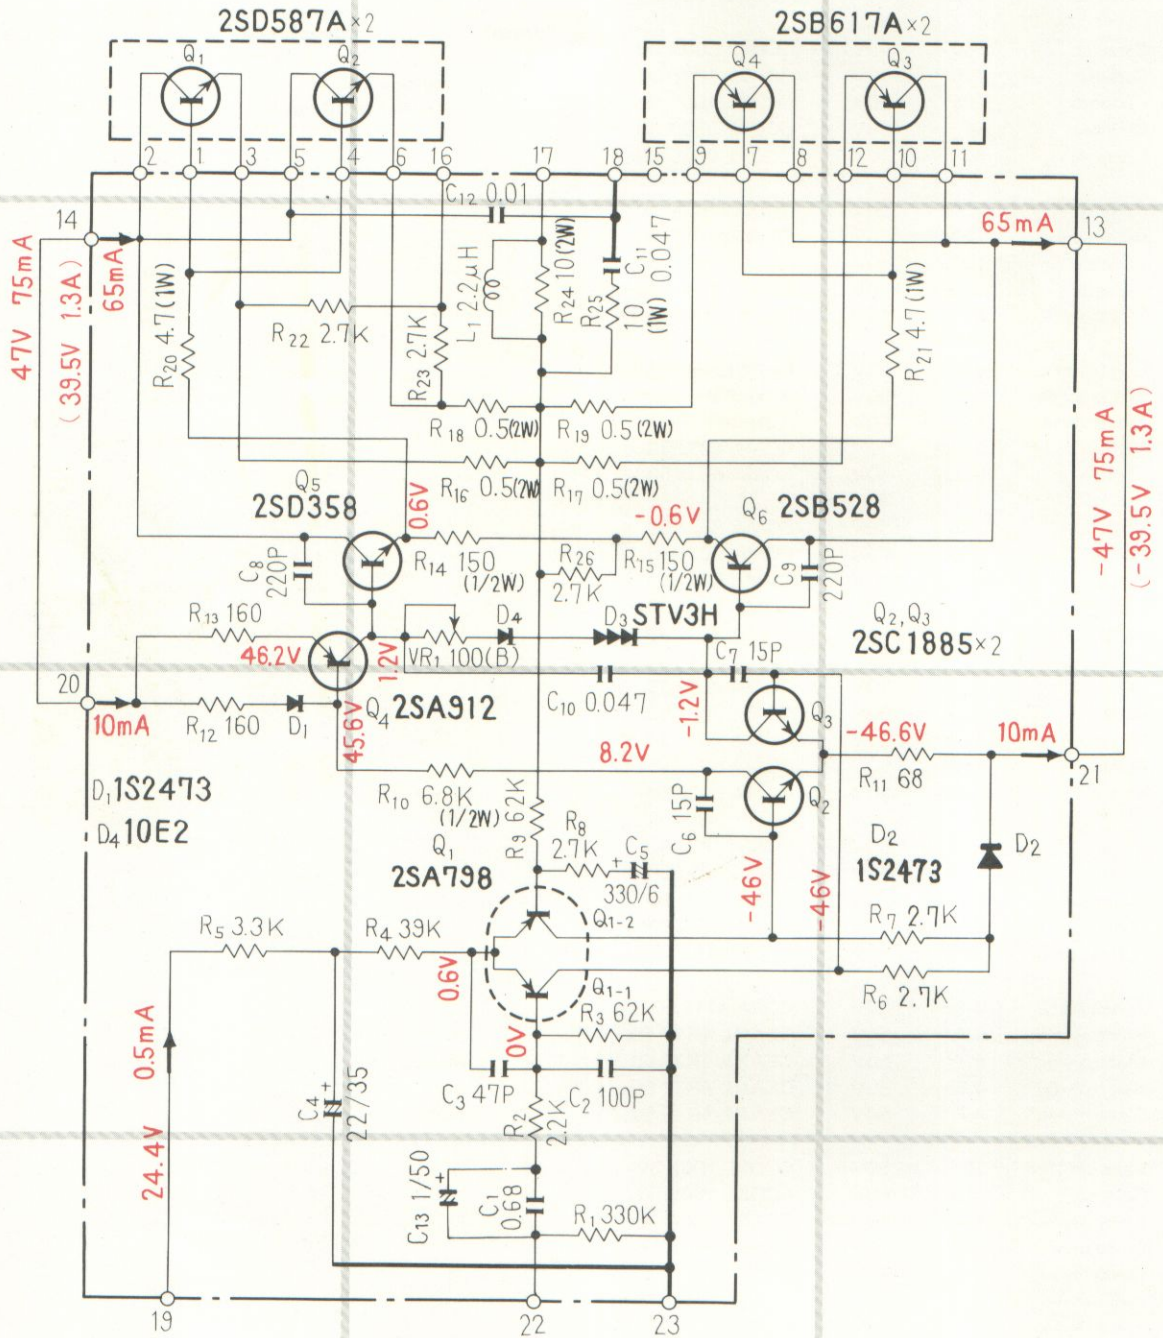 2SD587A×2
2SB617A×2
Q1
Q2
Q4
Q3
2
1
3
5
4
6
16
17
18
15
9
7
8
12
10
11
C12 0.01
14
65mA
65mA
13
47V 75mA
(39.5V 1.3A)
-47V 75mA
(-39.5V 1.3A)
R20 4.7(1W)
R22 2.7K
R23 2.7K
L1 2.2μH
R24 10(2W)
R25
10
(1W)
C11
0.047
R21 4.7(1W)
R18 0.5(2W)
R19 0.5(2W)
R16 0.5(2W)
R17 0.5(2W)
Q5
2SD358
0.6V
-0.6V
Q6
2SB528
C8
220P
R14 150
(1/2W)
R26
2.7K
R15 150
(1/2W)
C9
220P
R13 160
D4
D3 STV3H
Q2,Q3
2SC1885×2
46.2V
1.2V
VR1 100(B)
C7 15P
20
10mA
R12 160
D1
45.6V
Q4
2SA912
C10 0.047
-1.2V
Q3
-46.6V
10mA
21
8.2V
R11 68
D1 1S2473
D4 10E2
R10 6.8K
(1/2W)
R9 62K
C6 15P
Q2
D2
1S2473
D2
Q1
2SA798
R8
2.7K
+
C5
330/6
-46V
-46V
R7 2.7K
R5 3.3K
R4 39K
Q1-2
0.6V
Q1-1
R6 2.7K
0V
R3 62K
0.5mA
C3 47P
C2 100P
24.4V
C4
+
22/35
R2
2.2K
C13 1/50
+
C1
0.68
R1 330K
19
22
23